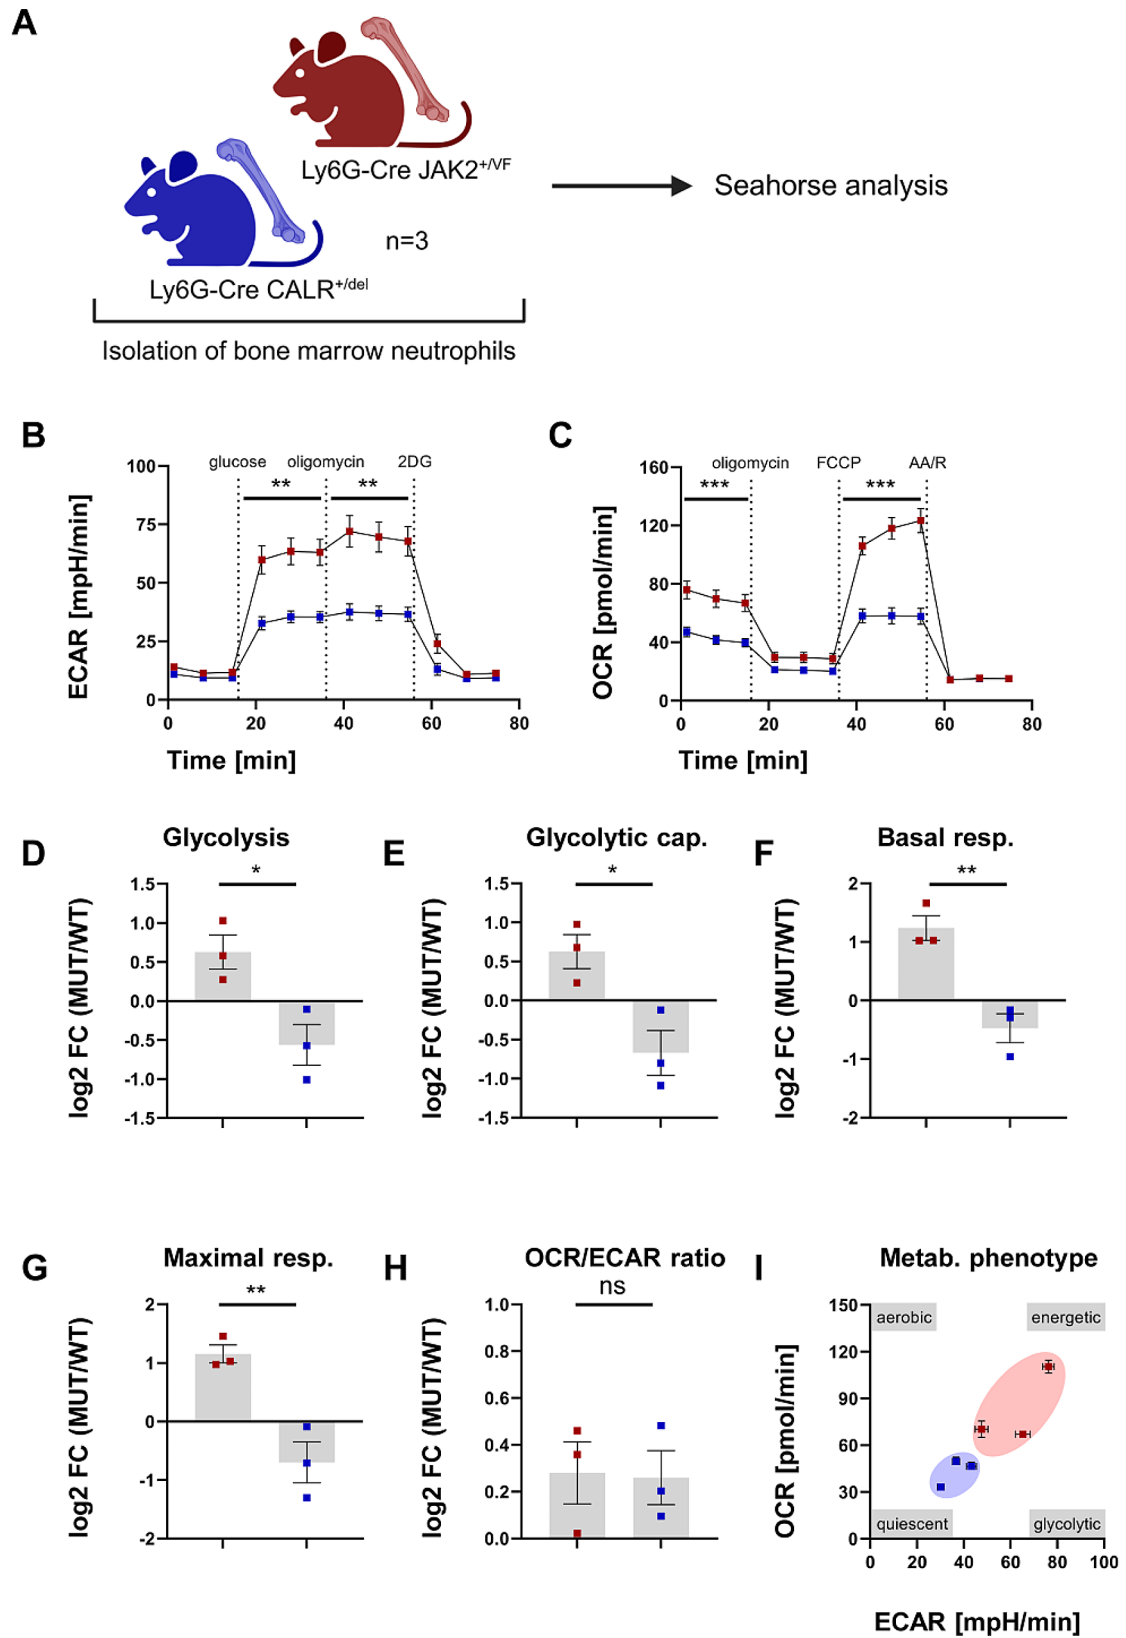 A
Ly6G-Cre JAK2+/VF
Seahorse analysis
n=3
Ly6G-Cre CALR+/del
Isolation of bone marrow neutrophils
B
glucose oligomycin 2DG
** **
100
75
50
25
0
ECAR [mpH/min]
0 20 40 60 80
Time [min]
C
oligomycin FCCP AA/R
*** ***
160
120
80
40
0
OCR [pmol/min]
0 20 40 60 80
Time [min]
D
Glycolysis
*
1.5
1.0
0.5
0.0
-0.5
-1.0
-1.5
log2 FC (MUT/WT)
E
Glycolytic cap.
*
1.5
1.0
0.5
0.0
-0.5
-1.0
-1.5
log2 FC (MUT/WT)
F
Basal resp.
**
2
1
0
-1
-2
log2 FC (MUT/WT)
G
Maximal resp.
**
2
1
0
-1
-2
log2 FC (MUT/WT)
H
OCR/ECAR ratio
ns
1.0
0.8
0.6
0.4
0.2
0.0
log2 FC (MUT/WT)
I
Metab. phenotype
150
120
90
60
30
0
OCR [pmol/min]
aerobic energetic
quiescent glycolytic
0 20 40 60 80 100
ECAR [mpH/min]